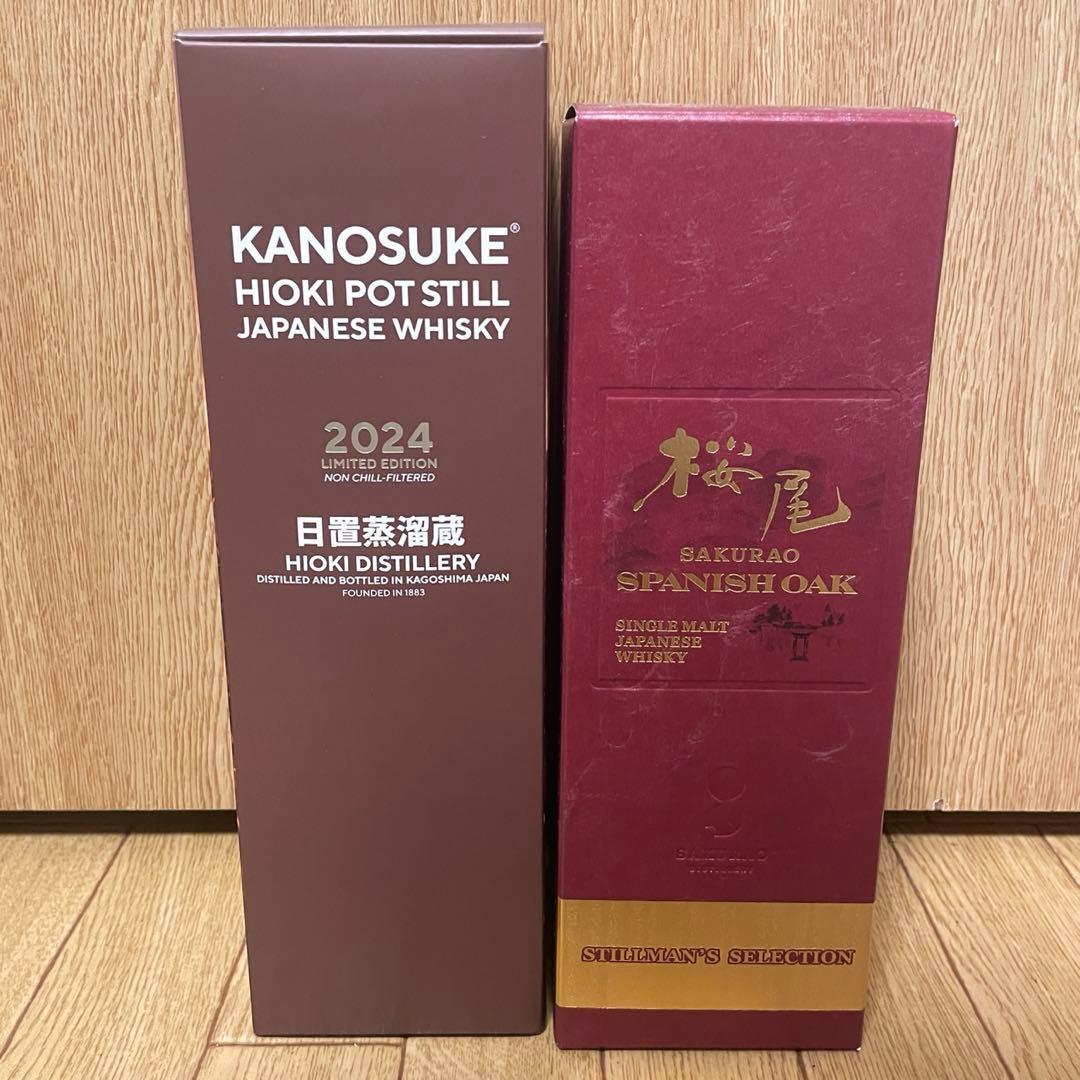 KANOSUKE®
HIOKI POT STILL
JAPANESE WHISKY
2024
LIMITED EDITION
NON CHILL-FILTERED
日置蒸溜蔵
HIOKI DISTILLERY
DISTILLED AND BOTTLED IN KAGOSHIMA JAPAN
FOUNDED IN 1883
桜尾
SAKURAO
SPANISH OAK
SINGLE MALT
JAPANESE
WHISKY
SAKURAO
DISTILLERY
STILLMAN'S SELECTION